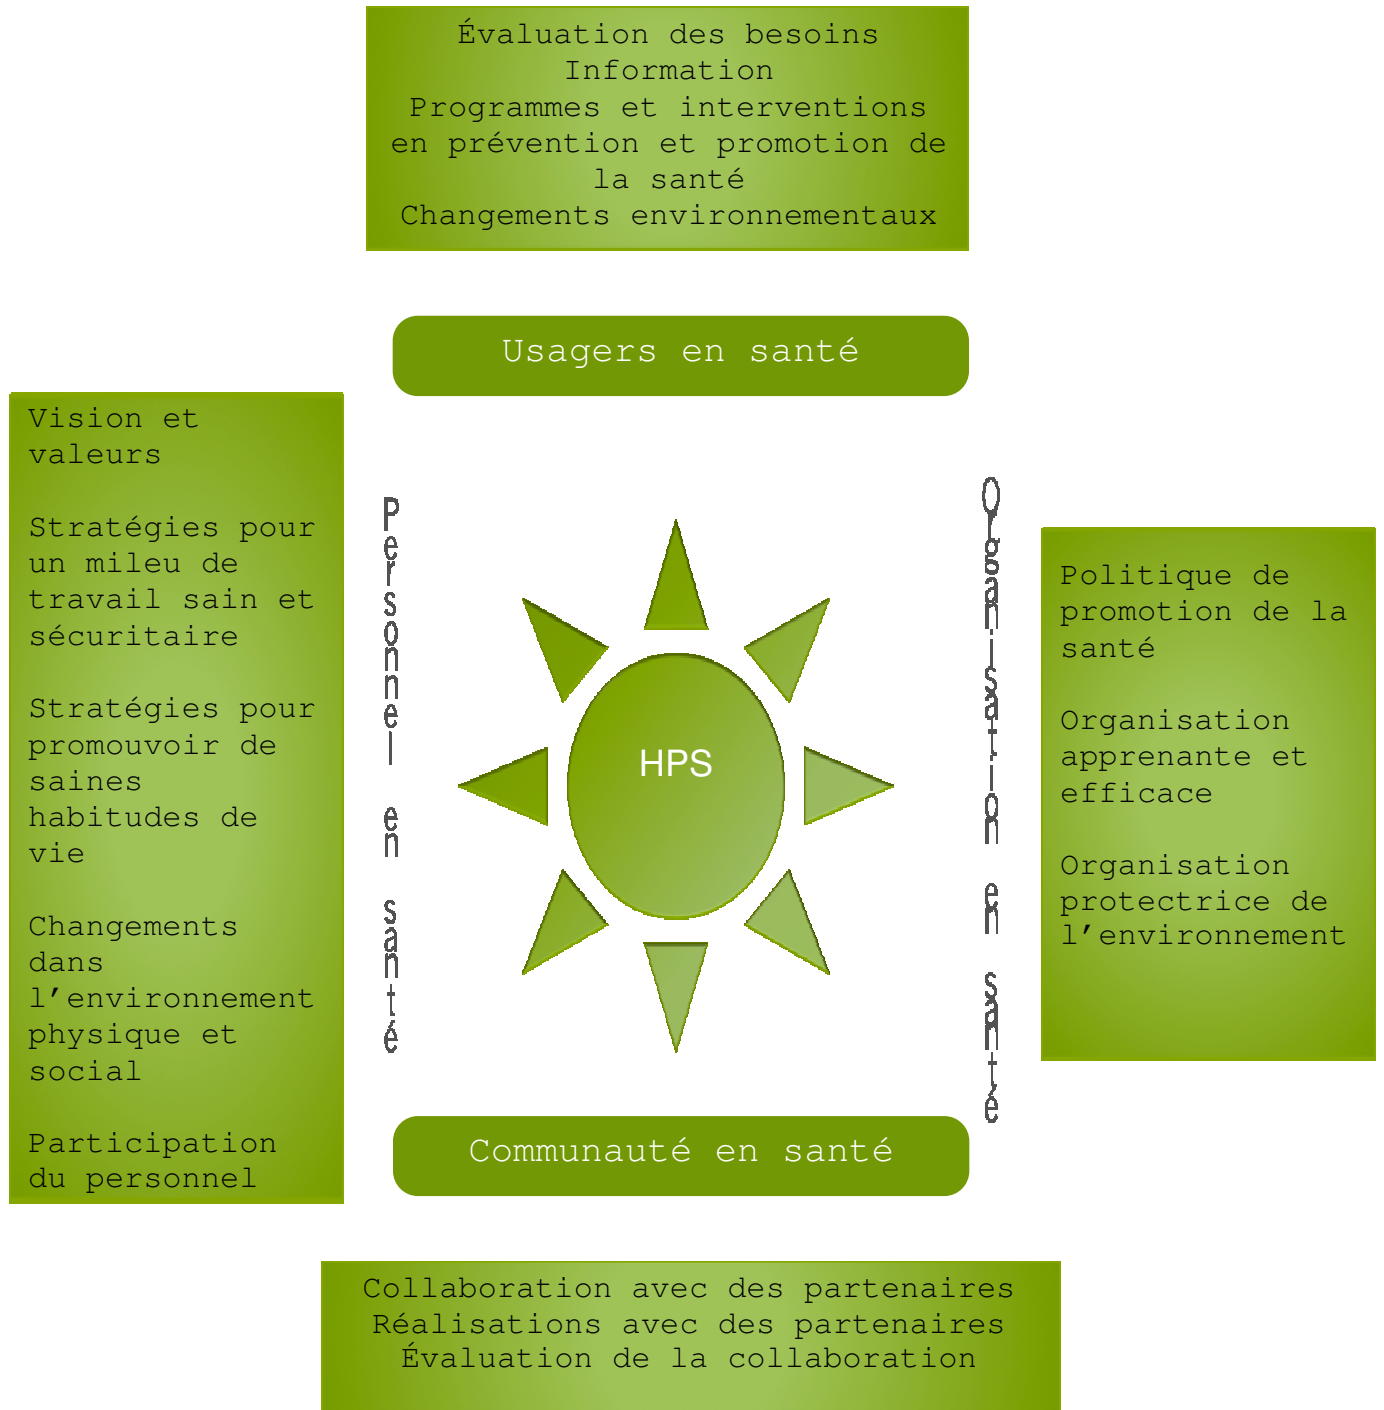 Évaluation des besoins
Information
Programmes et interventions
en prévention et promotion de
la santé
Changements environnementaux
Usagers en santé
Vision et
valeurs
Stratégies pour
un mileu de
travail sain et
sécuritaire
Stratégies pour
promouvoir de
saines
habitudes de
vie
Changements
dans
l’environnement
physique et
social
Participation
du personnel
Personnel en santé
HPS
Organisation en santé
Politique de
promotion de la
santé
Organisation
apprenante et
efficace
Organisation
protectrice de
l’environnement
Communauté en santé
Collaboration avec des partenaires
Réalisations avec des partenaires
Évaluation de la collaboration